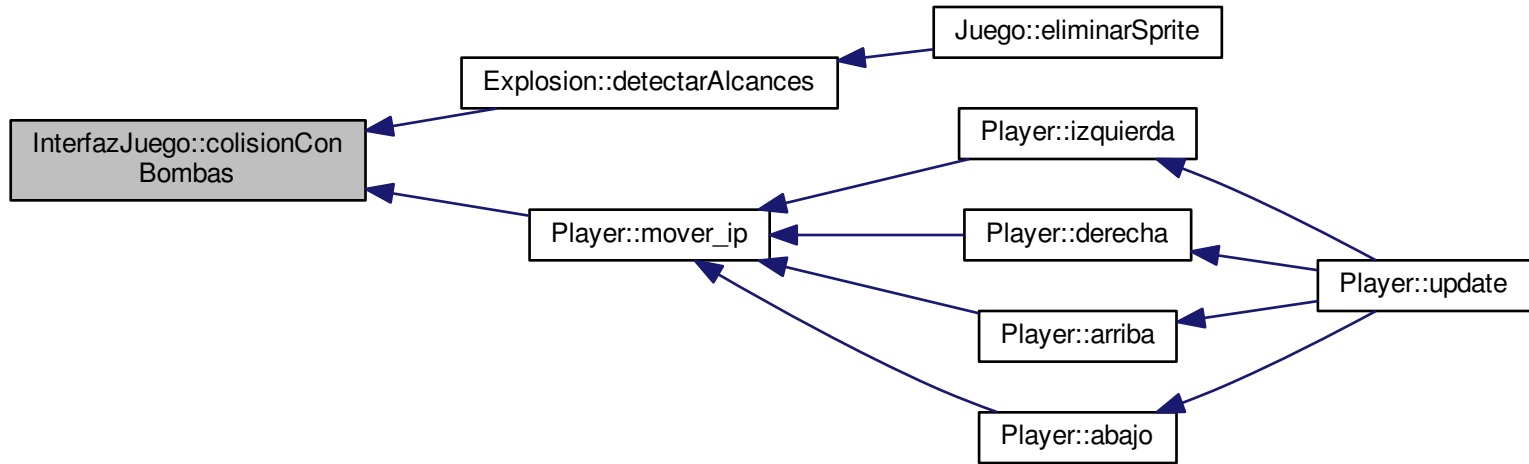 InterfazJuego::colisionCon
Bombas
Explosion::detectarAlcances
Juego::eliminarSprite
Player::mover_ip
Player::izquierda
Player::derecha
Player::arriba
Player::abajo
Player::update